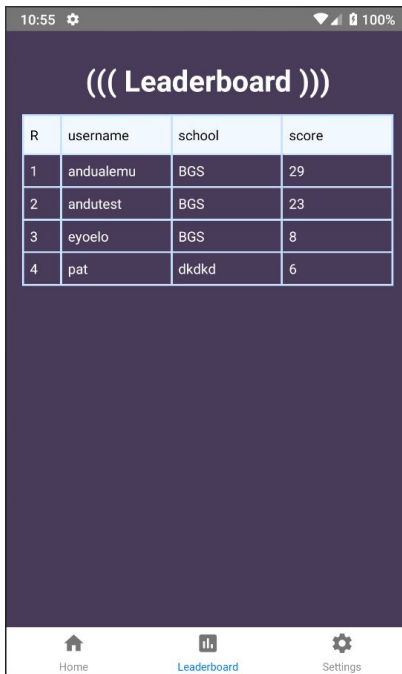 10:55 100%
((( Leaderboard )))
R username school score
1 andualemu BGS 29
2 andutest BGS 23
3 eyoelo BGS 8
4 pat dkdkd 6
Home Leaderboard Settings